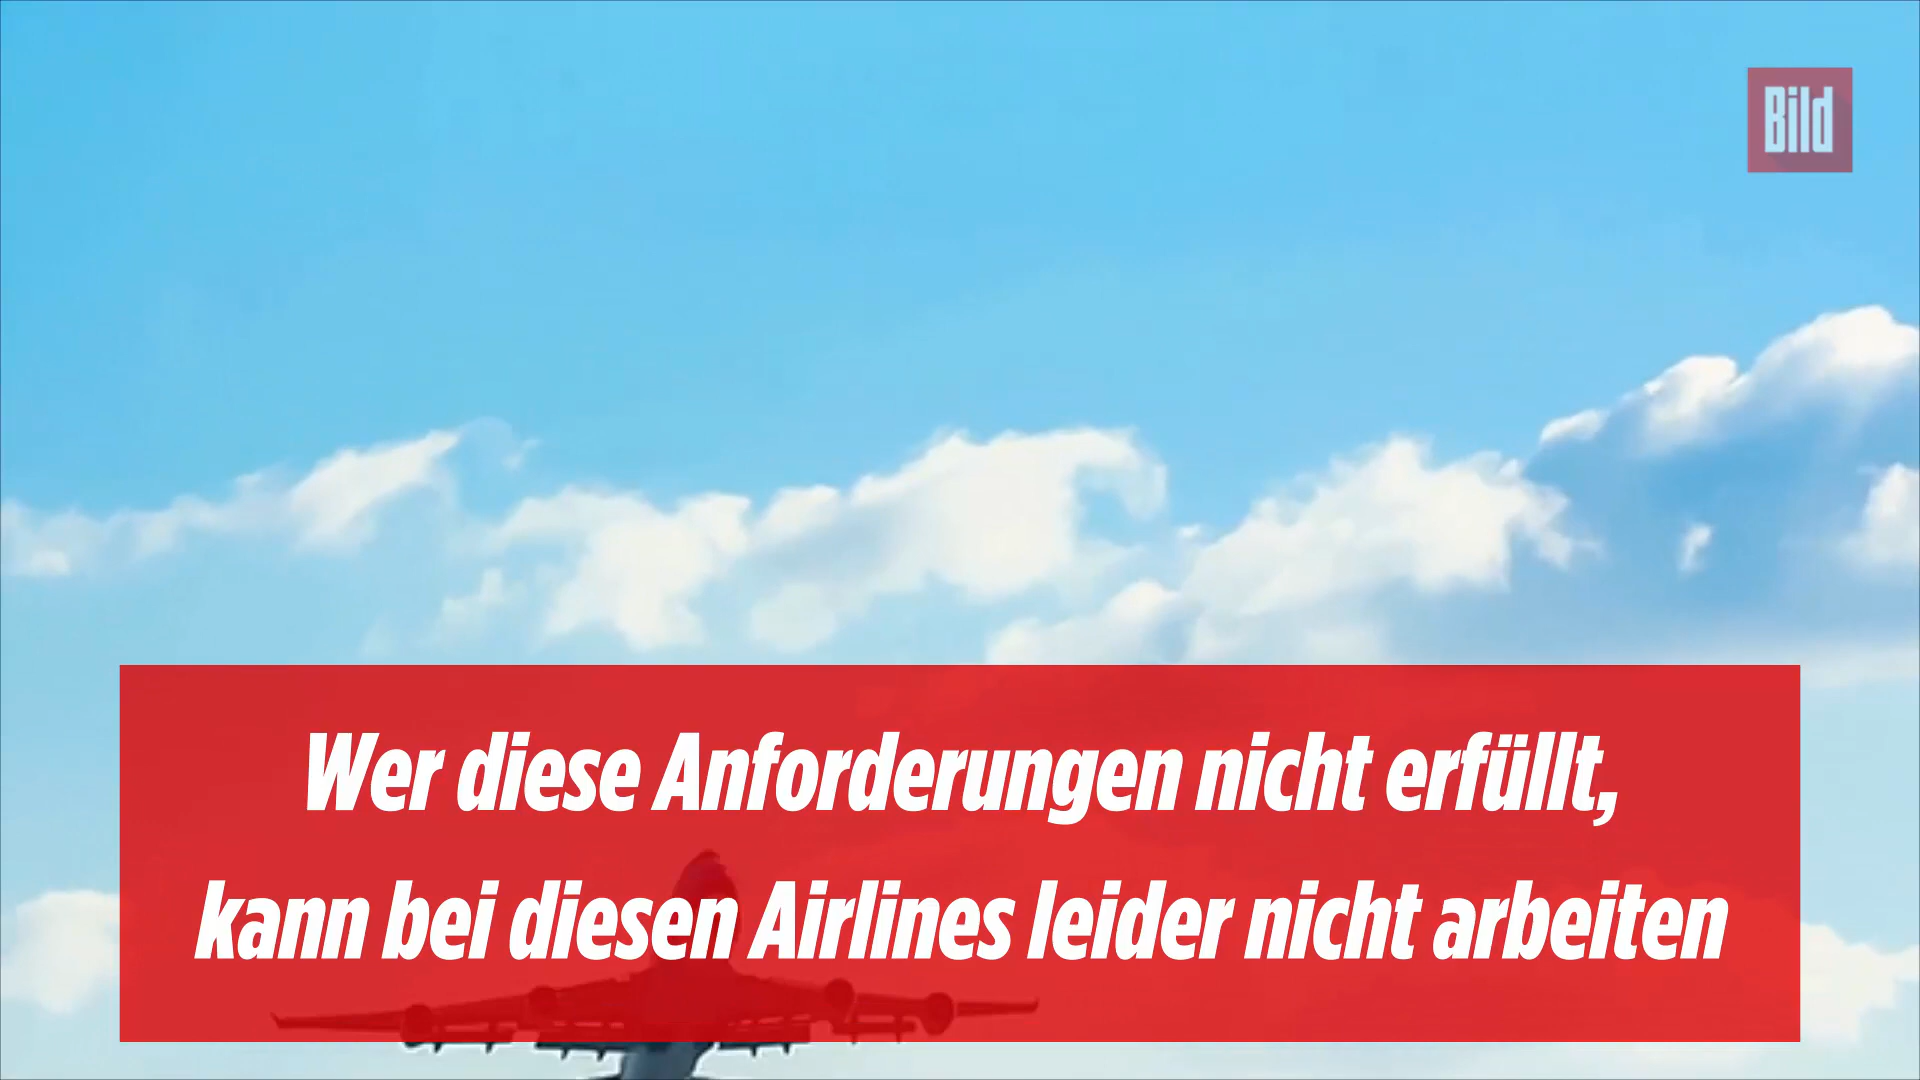 Bild
Wer diese Anforderungen nicht erfüllt,
kann bei diesen Airlines leider nicht arbeiten